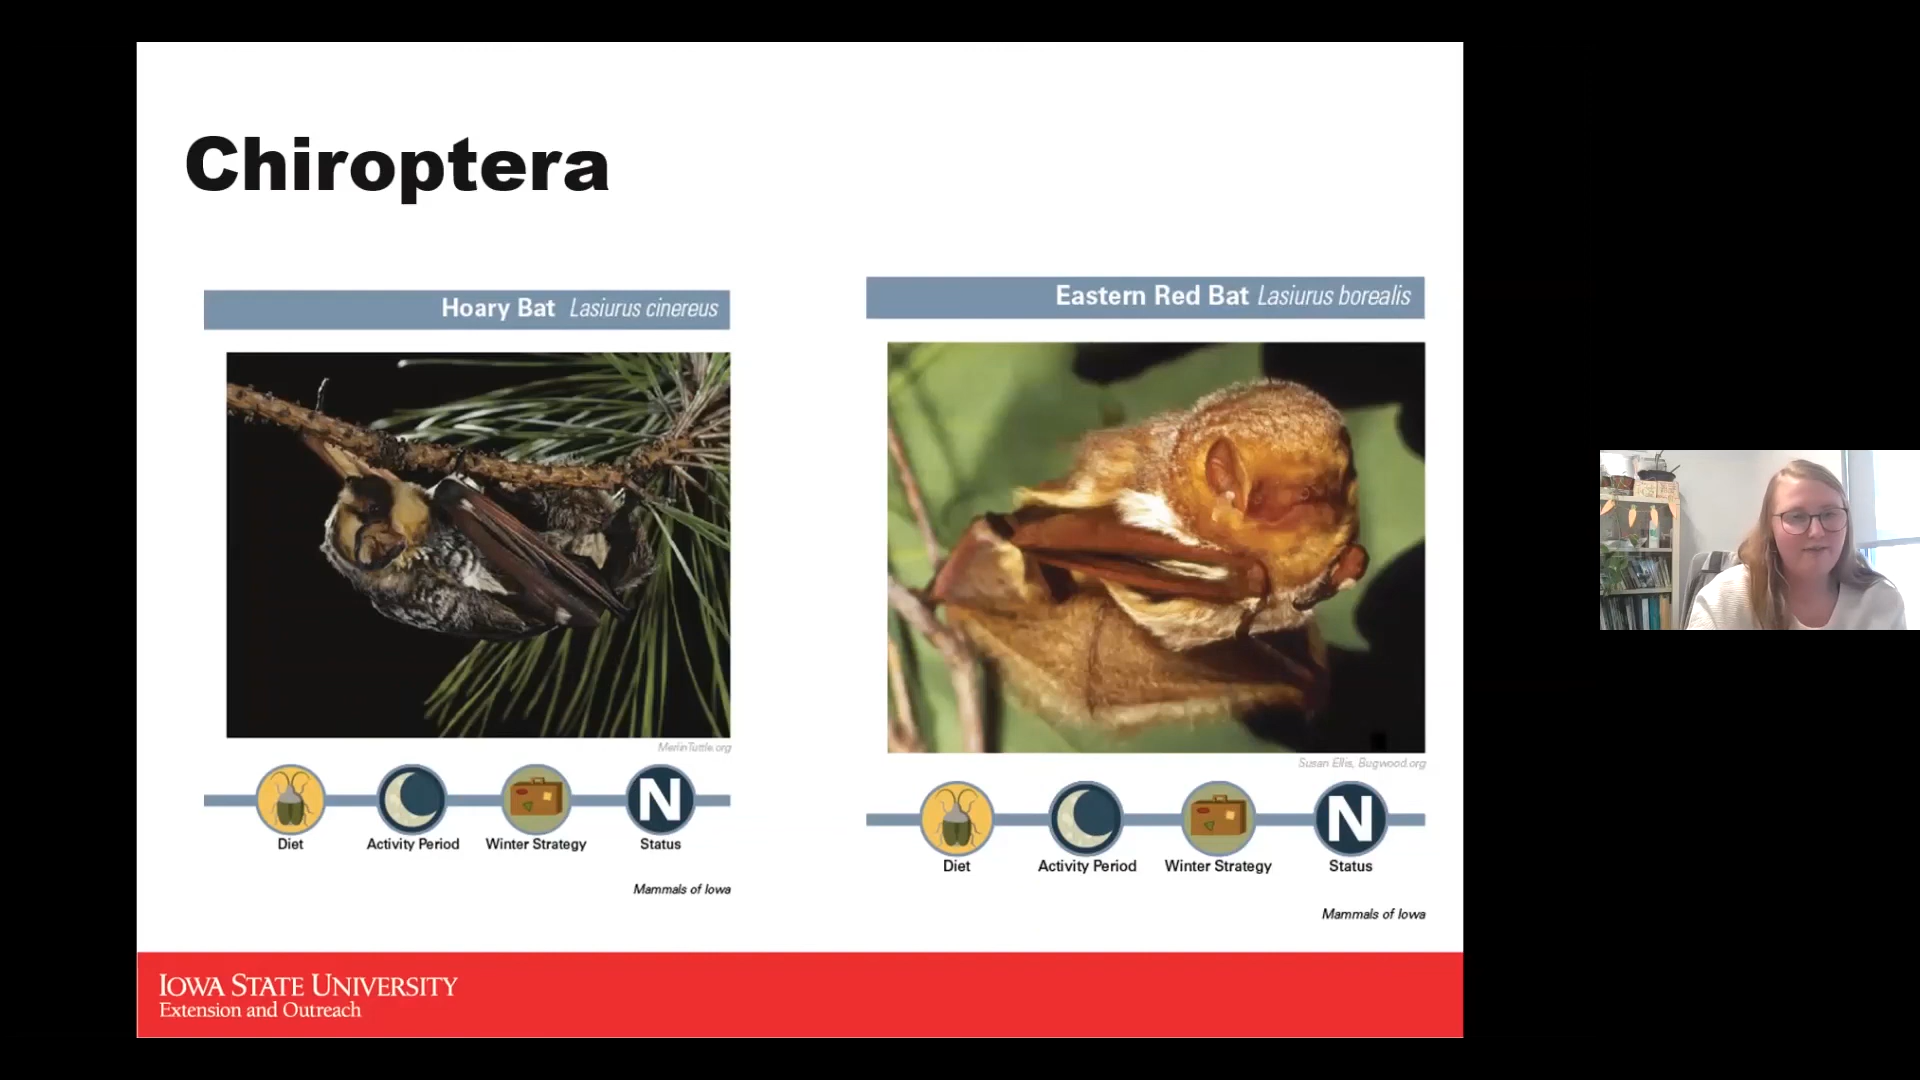 Chiroptera
Hoary Bat Lasiurus cinereus
MerlinTuttle.org
Diet
Activity Period
Winter Strategy
N
Status
Mammals of Iowa
Eastern Red Bat Lasiurus borealis
Susan Ellis, Bugwood.org
Diet
Activity Period
Winter Strategy
N
Status
Mammals of Iowa
IOWA STATE UNIVERSITY
Extension and Outreach